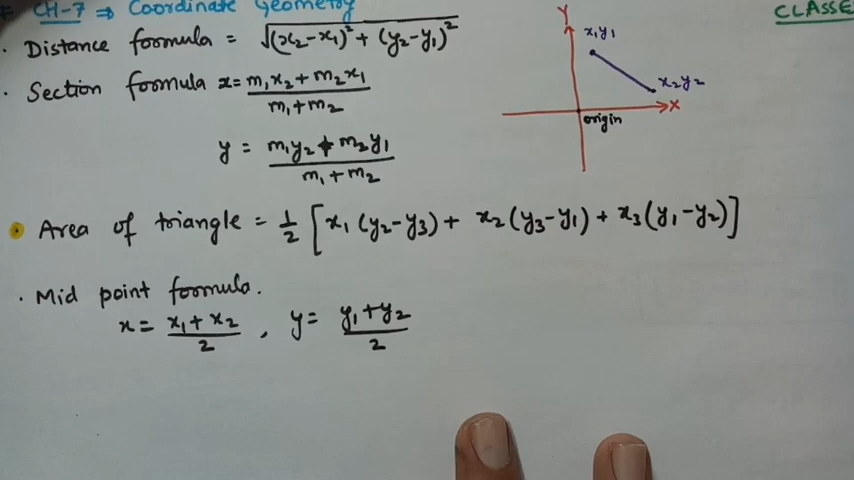 CH-7 ⇒ Coordinate Geometry
CLASSE
· Distance formula = √(x₂-x₁)² + (y₂-y₁)²
· Section formula x = m₁x₂ + m₂x₁ / m₁+m₂
y = m₁y₂ + m₂y₁ / m₁+m₂
• Area of triangle = 1/2 [x₁(y₂-y₃) + x₂(y₃-y₁) + x₃(y₁-y₂)]
· Mid point formula.
x = x₁+x₂ / 2 , y = y₁+y₂ / 2
Y
x₁y₁
x₂y₂
X
origin